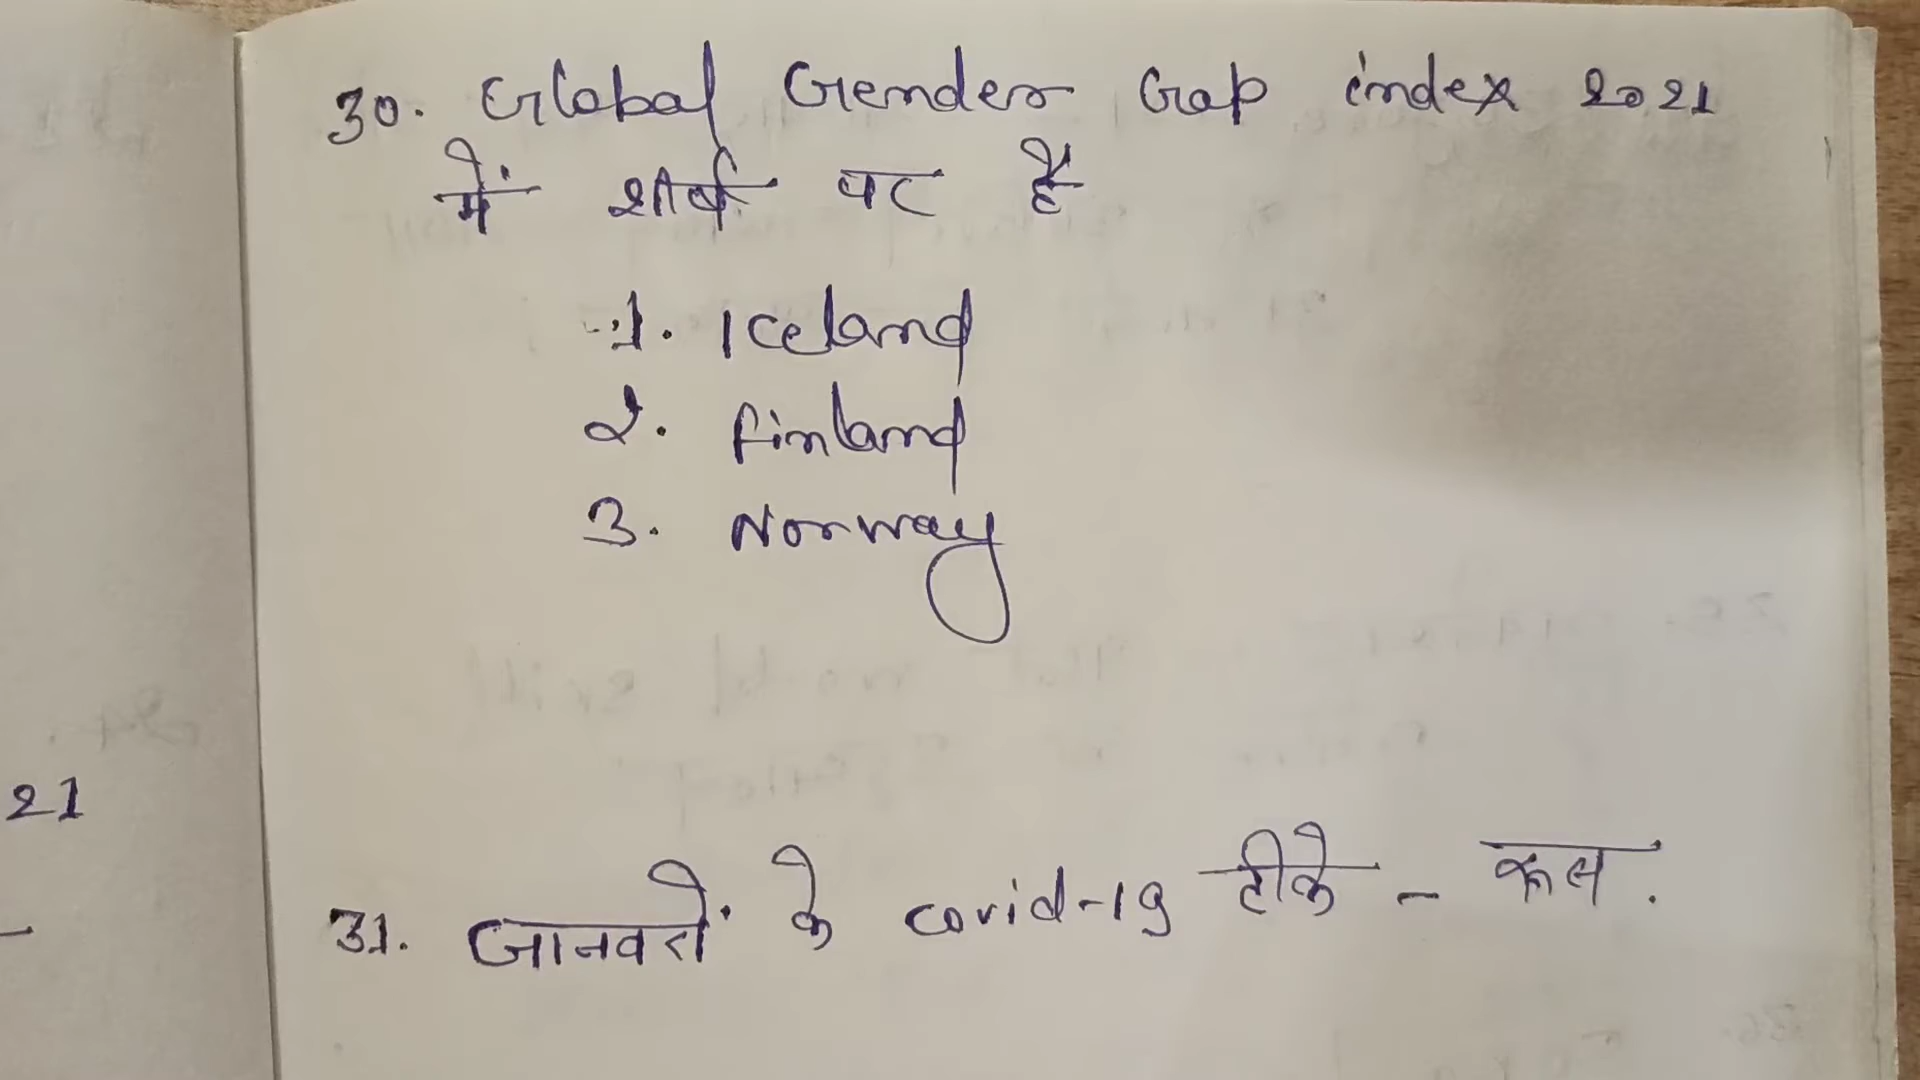 21
-
30. Global Gender Gap index 2021
में शीर्ष पर है
1. Iceland
2. Finland
3. Norway
31. जानवरों के covid-19 टीके - रूस.